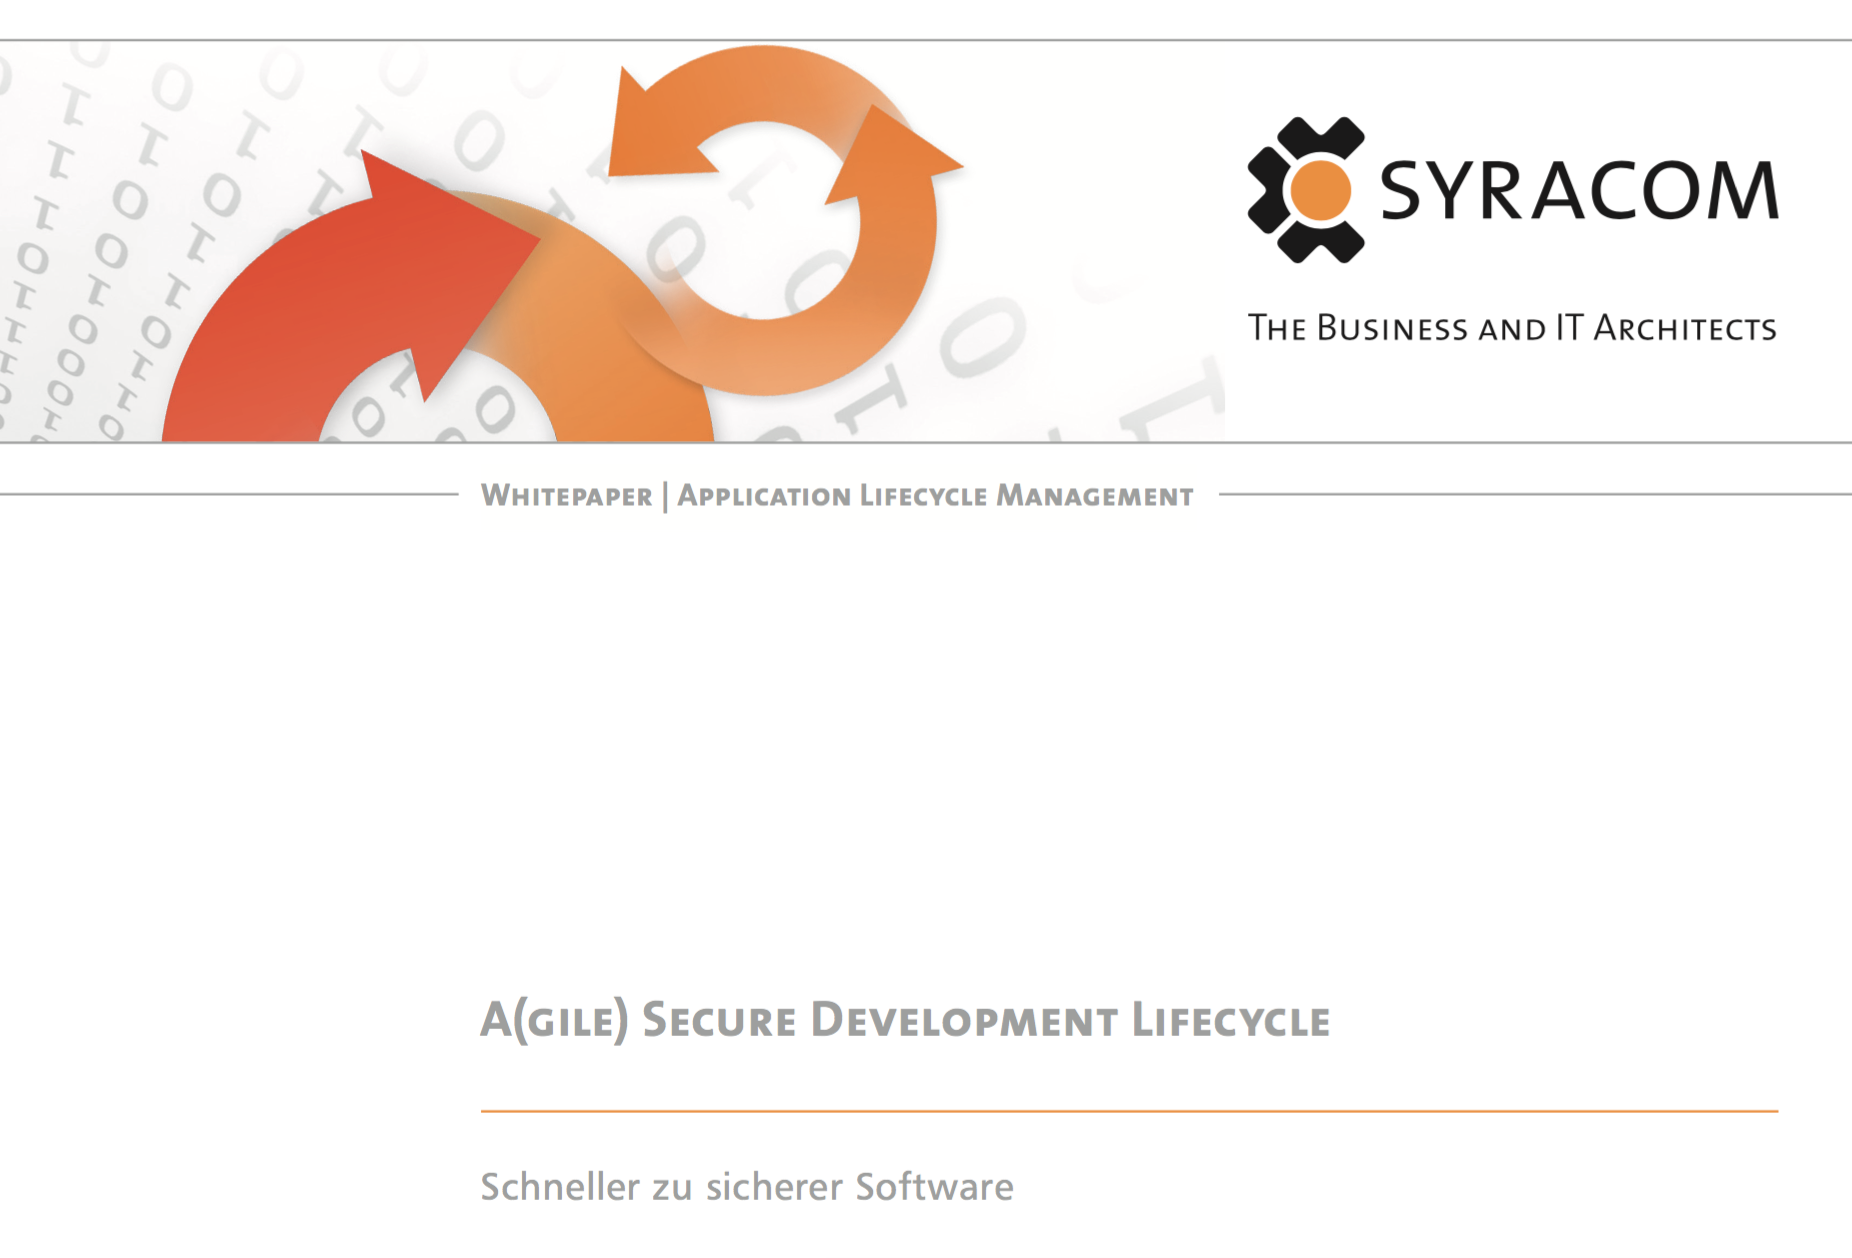 SYRACOM
The Business and IT Architects
Whitepaper | Application Lifecycle Management
A(gile) Secure Development Lifecycle
Schneller zu sicherer Software